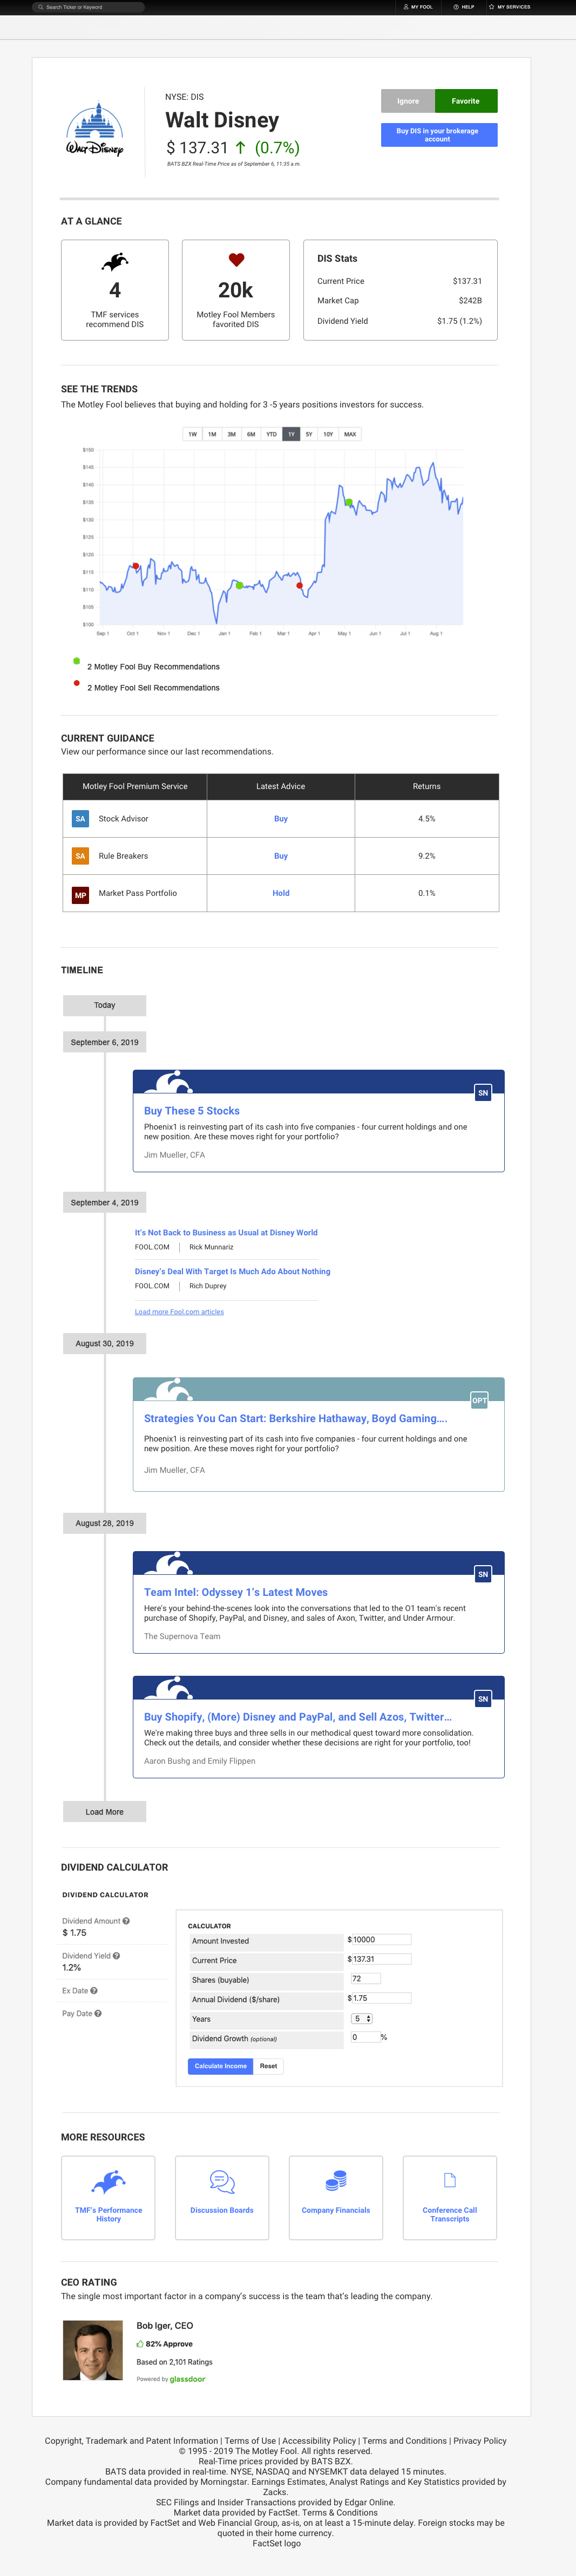 Search Ticker or Keyword
MY FOOL
HELP
MY SERVICES
WALT DISNEY
NYSE: DIS
Walt Disney
$ 137.31 ↑ (0.7%)
BATS BZX Real-Time Price as of September 6, 11:35 a.m.
Ignore
Favorite
Buy DIS in your brokerage
account
AT A GLANCE
4
TMF services
recommend DIS
20k
Motley Fool Members
favorited DIS
DIS Stats
Current Price $137.31
Market Cap $242B
Dividend Yield $1.75 (1.2%)
SEE THE TRENDS
The Motley Fool believes that buying and holding for 3 -5 years positions investors for success.
1W 1M 3M 6M YTD 1Y 5Y 10Y MAX
$150
$145
$140
$135
$130
$125
$120
$115
$110
$105
$100
Sep 1 Oct 1 Nov 1 Dec 1 Jan 1 Feb 1 Mar 1 Apr 1 May 1 Jun 1 Jul 1 Aug 1
2 Motley Fool Buy Recommendations
2 Motley Fool Sell Recommendations
CURRENT GUIDANCE
View our performance since our last recommendations.
Motley Fool Premium Service Latest Advice Returns
SA Stock Advisor Buy 4.5%
SA Rule Breakers Buy 9.2%
MP Market Pass Portfolio Hold 0.1%
TIMELINE
Today
September 6, 2019
SN
Buy These 5 Stocks
Phoenix1 is reinvesting part of its cash into five companies - four current holdings and one
new position. Are these moves right for your portfolio?
Jim Mueller, CFA
September 4, 2019
It's Not Back to Business as Usual at Disney World
FOOL.COM | Rick Munnariz
Disney's Deal With Target Is Much Ado About Nothing
FOOL.COM | Rich Duprey
Load more Fool.com articles
August 30, 2019
OPT
Strategies You Can Start: Berkshire Hathaway, Boyd Gaming....
Phoenix1 is reinvesting part of its cash into five companies - four current holdings and one
new position. Are these moves right for your portfolio?
Jim Mueller, CFA
August 28, 2019
SN
Team Intel: Odyssey 1's Latest Moves
Here's your behind-the-scenes look into the conversations that led to the O1 team's recent
purchase of Shopify, PayPal, and Disney, and sales of Axon, Twitter, and Under Armour.
The Supernova Team
SN
Buy Shopify, (More) Disney and PayPal, and Sell Azos, Twitter...
We're making three buys and three sells in our methodical quest toward more consolidation.
Check out the details, and consider whether these decisions are right for your portfolio, too!
Aaron Bushg and Emily Flippen
Load More
DIVIDEND CALCULATOR
DIVIDEND CALCULATOR
Dividend Amount ?
$ 1.75
Dividend Yield ?
1.2%
Ex Date ?
Pay Date ?
CALCULATOR
Amount Invested $ 10000
Current Price $ 137.31
Shares (buyable) 72
Annual Dividend ($/share) $ 1.75
Years 5
Dividend Growth (optional) 0 %
Calculate Income
Reset
MORE RESOURCES
TMF's Performance
History
Discussion Boards
Company Financials
Conference Call
Transcripts
CEO RATING
The single most important factor in a company's success is the team that's leading the company.
Bob Iger, CEO
82% Approve
Based on 2,101 Ratings
Powered by glassdoor
Copyright, Trademark and Patent Information | Terms of Use | Accessibility Policy | Terms and Conditions | Privacy Policy
© 1995 - 2019 The Motley Fool. All rights reserved.
Real-Time prices provided by BATS BZX.
BATS data provided in real-time. NYSE, NASDAQ and NYSEMKT data delayed 15 minutes.
Company fundamental data provided by Morningstar. Earnings Estimates, Analyst Ratings and Key Statistics provided by
Zacks.
SEC Filings and Insider Transactions provided by Edgar Online.
Market data provided by FactSet. Terms & Conditions
Market data is provided by FactSet and Web Financial Group, as-is, on at least a 15-minute delay. Foreign stocks may be
quoted in their home currency.
FactSet logo